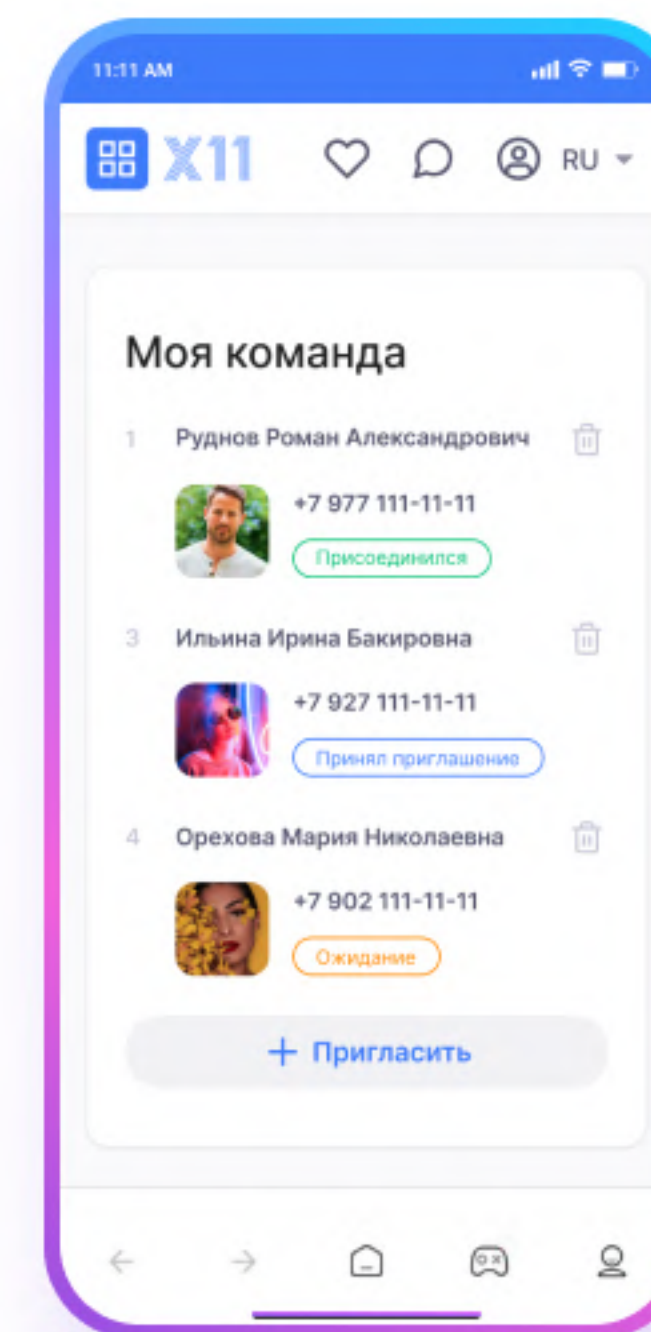 11:11 AM
X11 RU
Моя команда
1 Руднов Роман Александрович
+7 977 111-11-11
Присоединился
3 Ильина Ирина Бакировна
+7 927 111-11-11
Принял приглашение
4 Орехова Мария Николаевна
+7 902 111-11-11
Ожидание
+ Пригласить